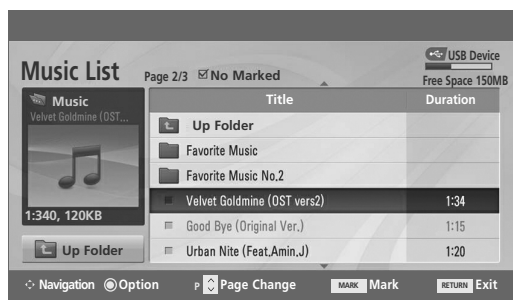 USB Device
Music List
Page 2/3 ☑No Marked
Free Space 150MB
Music
Velvet Goldmine (OST...
Title Duration
Up Folder
Favorite Music
Favorite Music No.2
Velvet Goldmine (OST vers2) 1:34
Good Bye (Original Ver.) 1:15
Urban Nite (Feat.Amin.J) 1:20
1:340, 120KB
Up Folder
Navigation Option P Page Change MARK Mark RETURN Exit